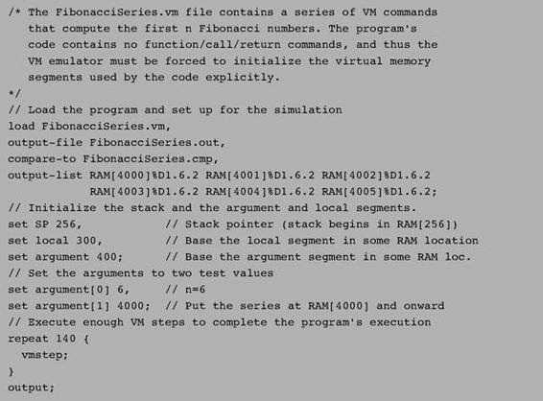 /* The FibonacciSeries.vm file contains a series of VM commands
that compute the first n Fibonacci numbers. The program's
code contains no function/call/return commands, and thus the
VM emulator must be forced to initialize the virtual memory
segments used by the code explicitly.
*/
// Load the program and set up for the simulation
load FibonacciSeries.vm,
output-file FibonacciSeries.out,
compare-to FibonacciSeries.cmp,
output-list RAM[4000]%D1.6.2 RAM[4001]%D1.6.2 RAM[4002]%D1.6.2
RAM[4003]%D1.6.2 RAM[4004]%D1.6.2 RAM[4005]%D1.6.2;
// Initialize the stack and the argument and local segments.
set SP 256, // Stack pointer (stack begins in RAM[256])
set local 300, // Base the local segment in some RAM location
set argument 400; // Base the argument segment in some RAM loc.
// Set the arguments to two test values
set argument[0] 6, // n=6
set argument[1] 4000; // Put the series at RAM[4000] and onward
// Execute enough VM steps to complete the program's execution
repeat 140 {
vmstep;
}
output;